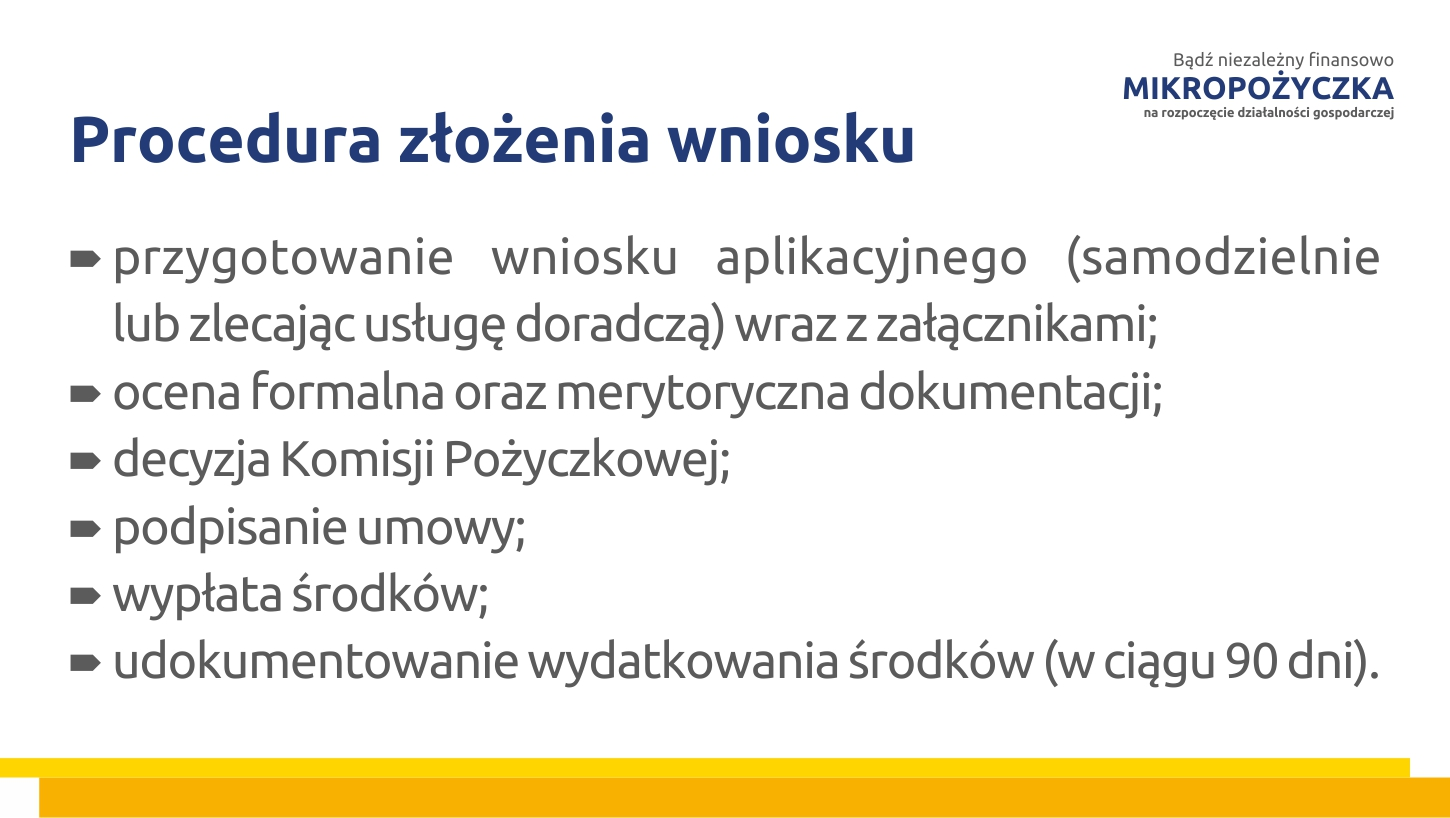 Bądź niezależny finansowo
MIKROPOŻYCZKA
na rozpoczęcie działalności gospodarczej
Procedura złożenia wniosku
przygotowanie wniosku aplikacyjnego (samodzielnie
lub zlecając usługę doradczą) wraz z załącznikami;
ocena formalna oraz merytoryczna dokumentacji;
decyzja Komisji Pożyczkowej;
podpisanie umowy;
wypłata środków;
udokumentowanie wydatkowania środków (w ciągu 90 dni).